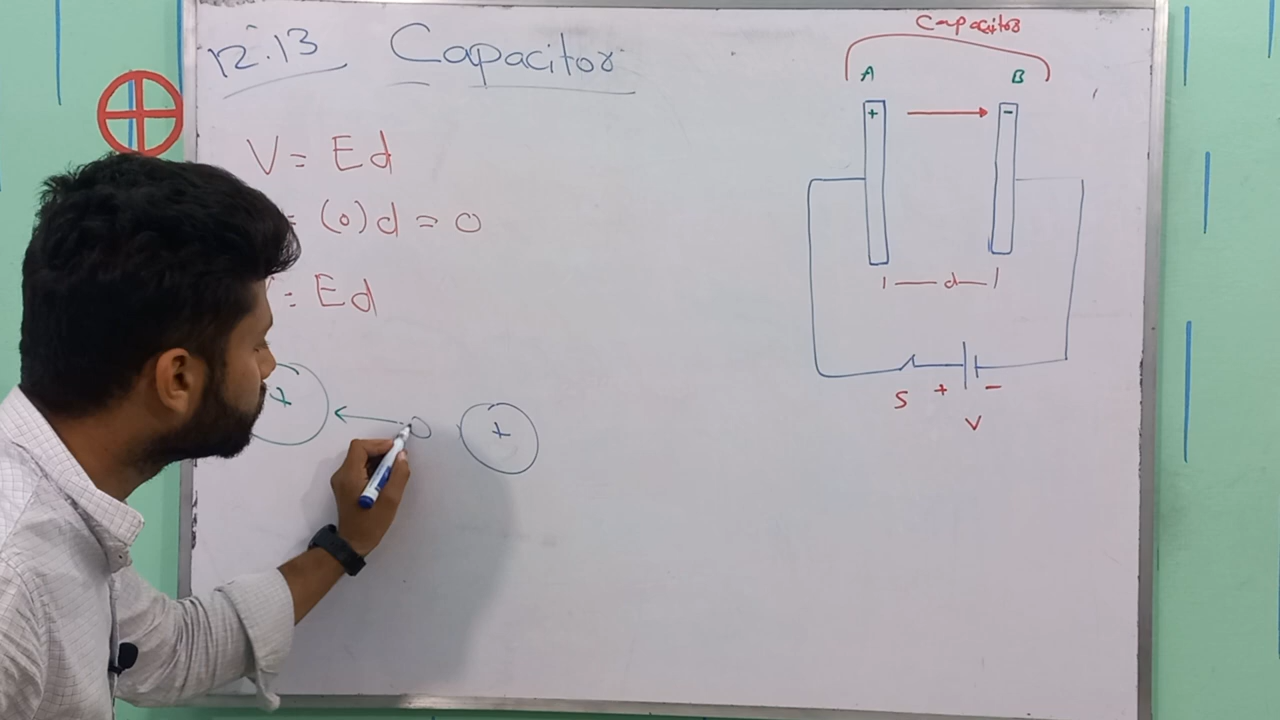 12.13 Capacitor
V = Ed
= (0)d = 0
= Ed
+
+
Capacitor
A B
+ -
d
S + -
V